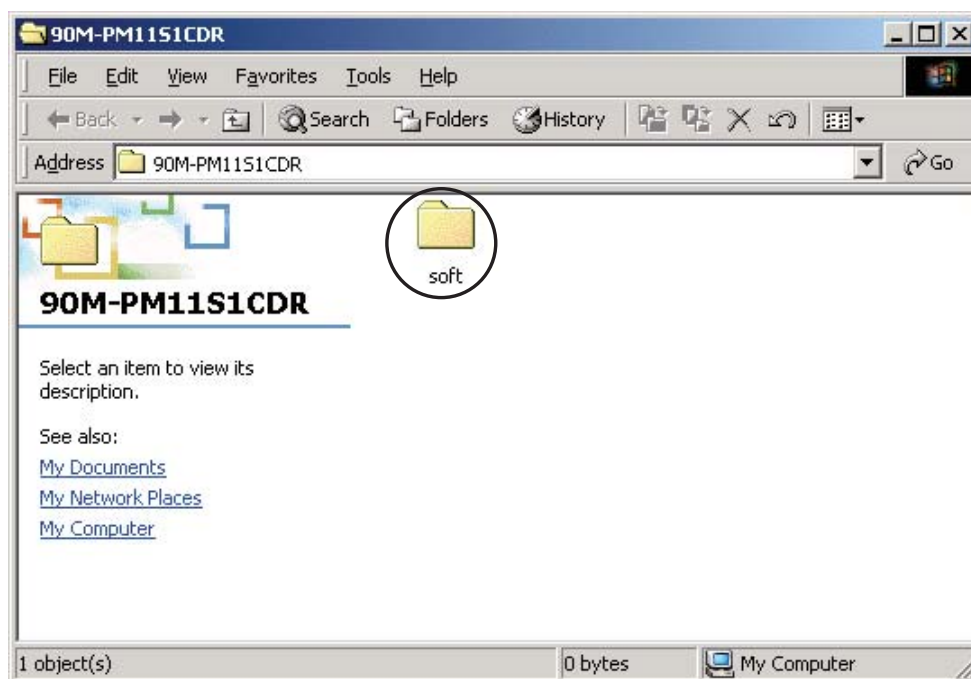 90M-PM11S1CDR
File Edit View Favorites Tools Help
Back Search Folders History
Address 90M-PM11S1CDR Go
soft
90M-PM11S1CDR
Select an item to view its
description.
See also:
My Documents
My Network Places
My Computer
1 object(s) 0 bytes My Computer